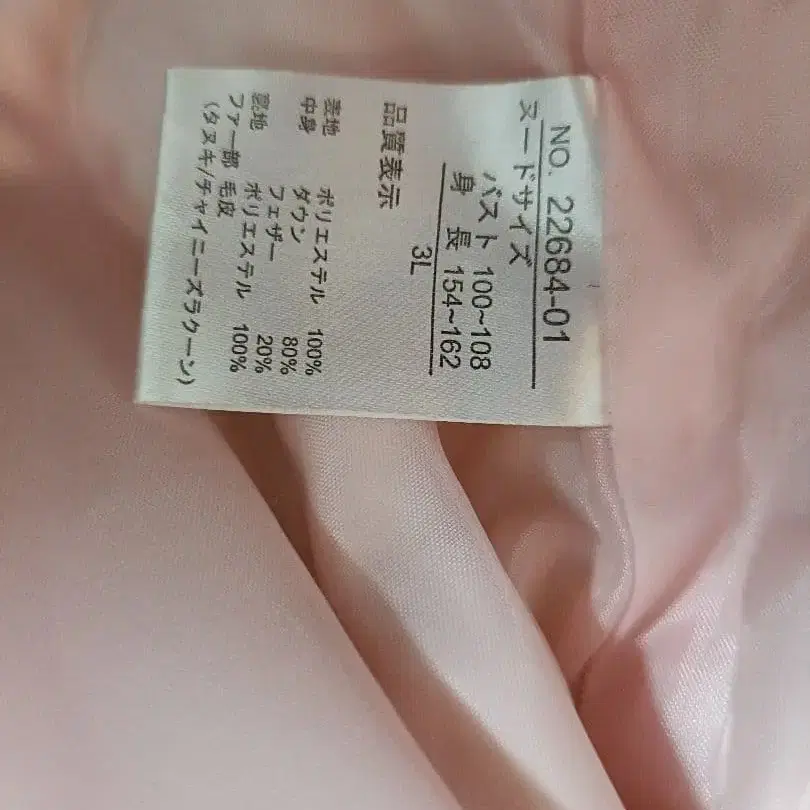 NO. 22684-01
ヌードサイズ
バスト 100~108
身 長 154~162
3L
品質表示
表地 ポリエステル 100%
中身 ダウン 80%
フェザー 20%
裏地 ポリエステル 100%
ファー部 毛皮
(タヌキ/チャイニーズラクーン)